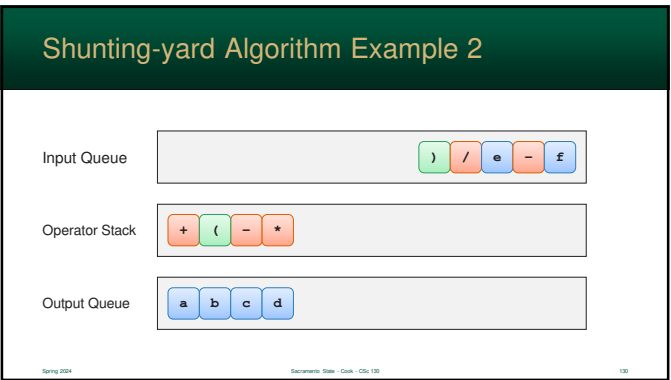 Shunting-yard Algorithm Example 2
Input Queue ) / e - f
Operator Stack + ( - *
Output Queue a b c d
Spring 2024 Sacramento State - Cook - CSc 130 130